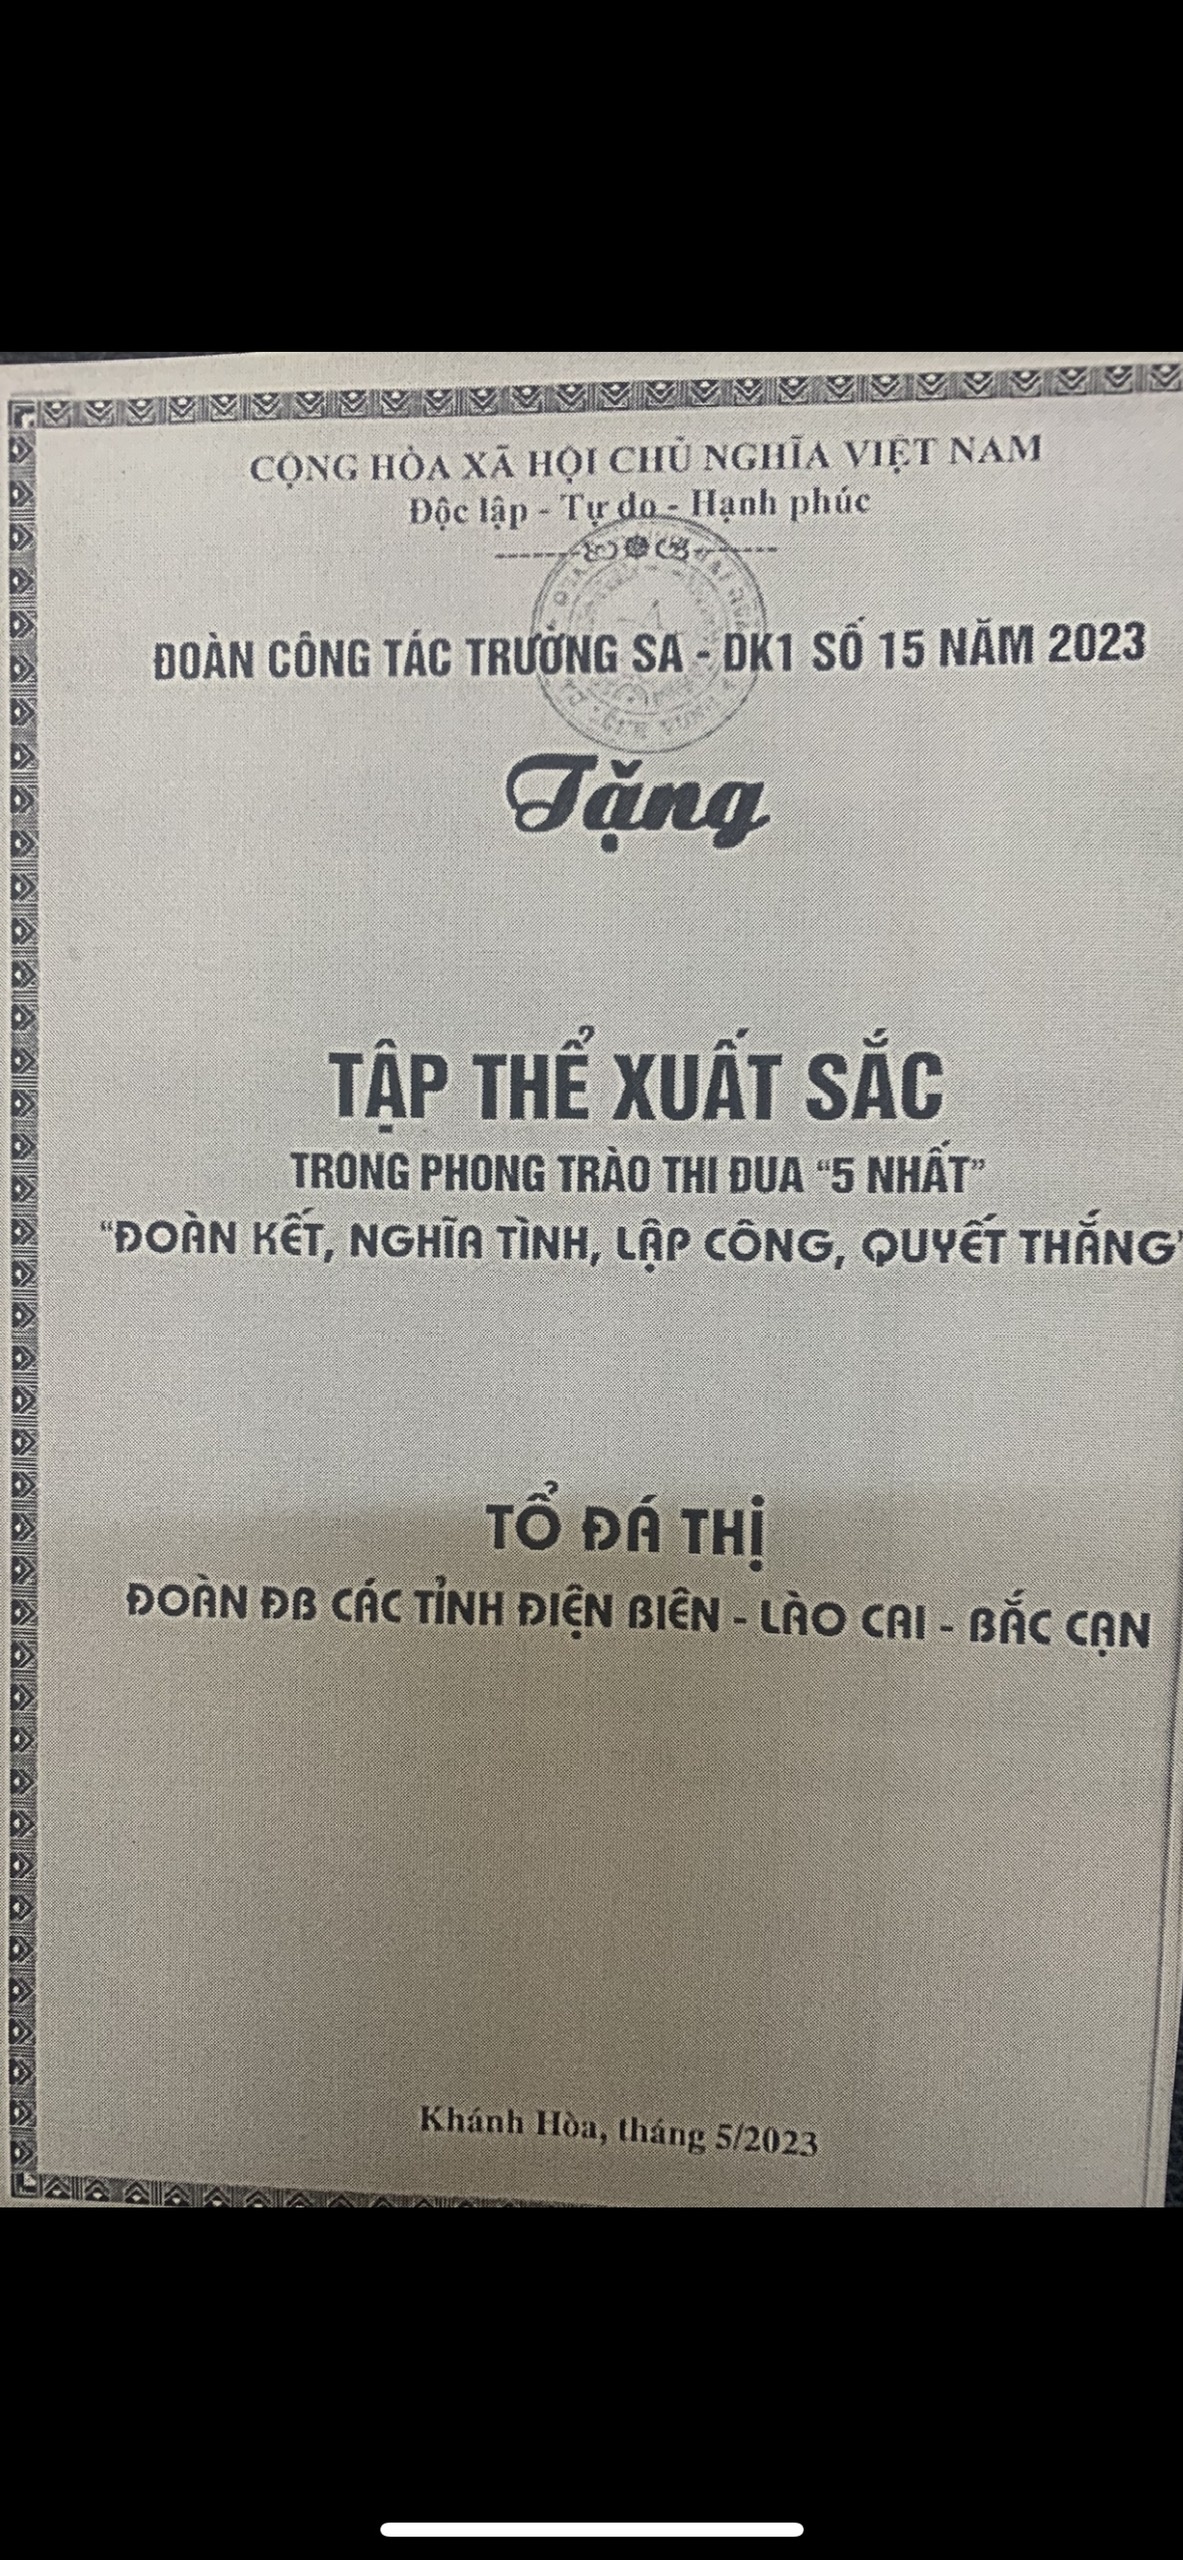 CỘNG HÒA XÃ HỘI CHỦ NGHĨA VIỆT NAM
Độc lập - Tự do - Hạnh phúc
ĐOÀN CÔNG TÁC TRƯỜNG SA - DK1 SỐ 15 NĂM 2023
Tặng
TẬP THỂ XUẤT SẮC
TRONG PHONG TRÀO THI ĐUA “5 NHẤT”
“ĐOÀN KẾT, NGHĨA TÌNH, LẬP CÔNG, QUYẾT THẮNG”
TỔ ĐÁ THỊ
ĐOÀN ĐB CÁC TỈNH ĐIỆN BIÊN - LÀO CAI - BẮC CẠN
Khánh Hòa, tháng 5/2023